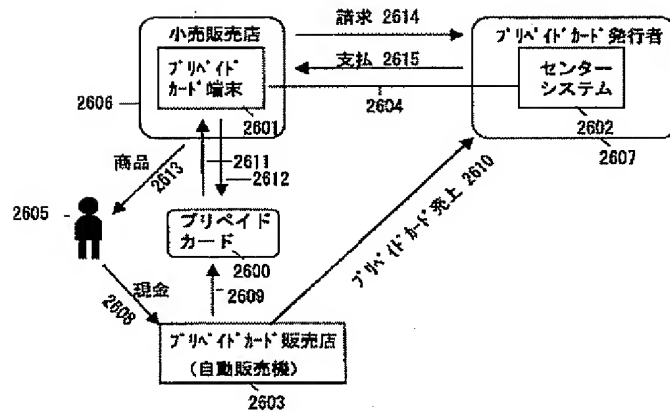 小売販売店
プリペイド
カード端末
2601
2606
請求 2614
支払 2615
2604
プリペイドカード発行者
センター
システム
2602
2607
2611
2612
商品
2613
2605
プリペイド
カード
2600
2609
現金
2608
プリペイドカード売上 2610
プリペイドカード販売店
(自動販売機)
2603